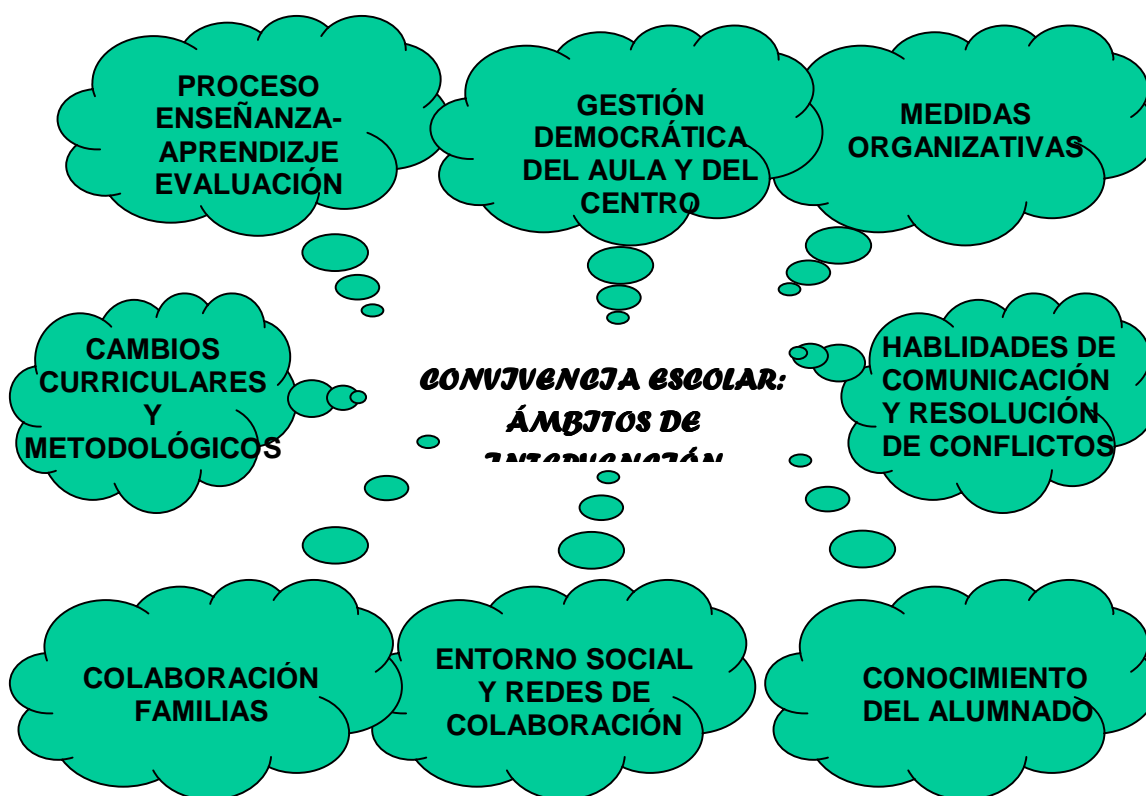 PROCESO
ENSEÑANZA-
APRENDIZJE
EVALUACIÓN
GESTIÓN
DEMOCRÁTICA
DEL AULA Y DEL
CENTRO
MEDIDAS
ORGANIZATIVAS
CAMBIOS
CURRICULARES
Y
METODOLÓGICOS
CONVIVENCIA ESCOLAR:
ÁMBITOS DE
INTERVENCIÓN
HABLIDADES DE
COMUNICACIÓN
Y RESOLUCIÓN
DE CONFLICTOS
COLABORACIÓN
FAMILIAS
ENTORNO SOCIAL
Y REDES DE
COLABORACIÓN
CONOCIMIENTO
DEL ALUMNADO